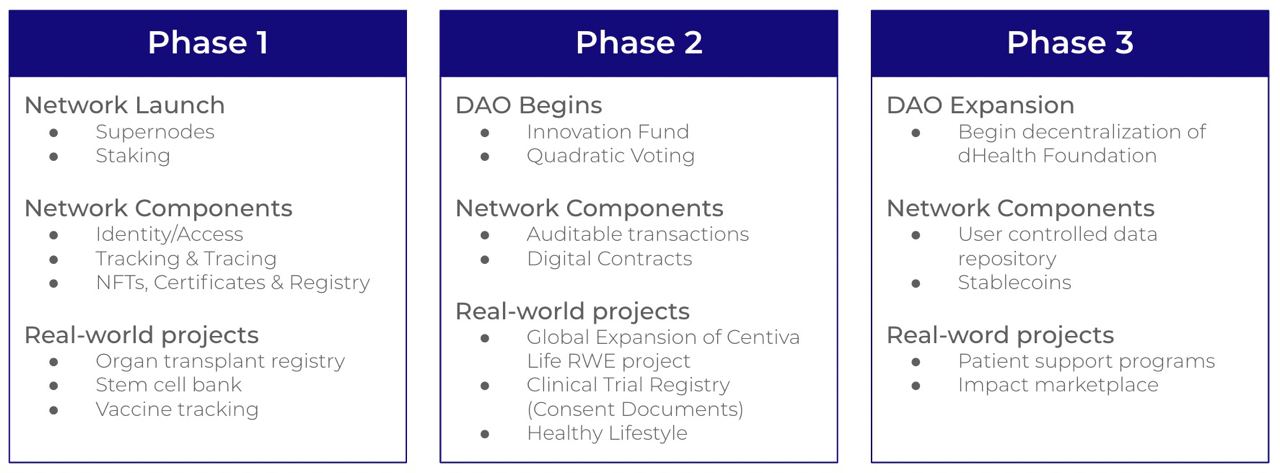 Phase 1
Network Launch
● Supernodes
● Staking
Network Components
● Identity/Access
● Tracking & Tracing
● NFTs, Certificates & Registry
Real-world projects
● Organ transplant registry
● Stem cell bank
● Vaccine tracking
Phase 2
DAO Begins
● Innovation Fund
● Quadratic Voting
Network Components
● Auditable transactions
● Digital Contracts
Real-world projects
● Global Expansion of Centiva
Life RWE project
● Clinical Trial Registry
(Consent Documents)
● Healthy Lifestyle
Phase 3
DAO Expansion
● Begin decentralization of
dHealth Foundation
Network Components
● User controlled data
repository
● Stablecoins
Real-word projects
● Patient support programs
● Impact marketplace